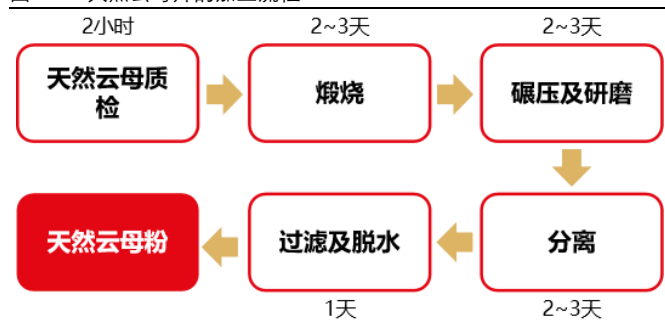 2小时
2~3天
2~3天
天然云母质
检
煅烧
碾压及研磨
天然云母粉
过滤及脱水
分离
1天
2~3天